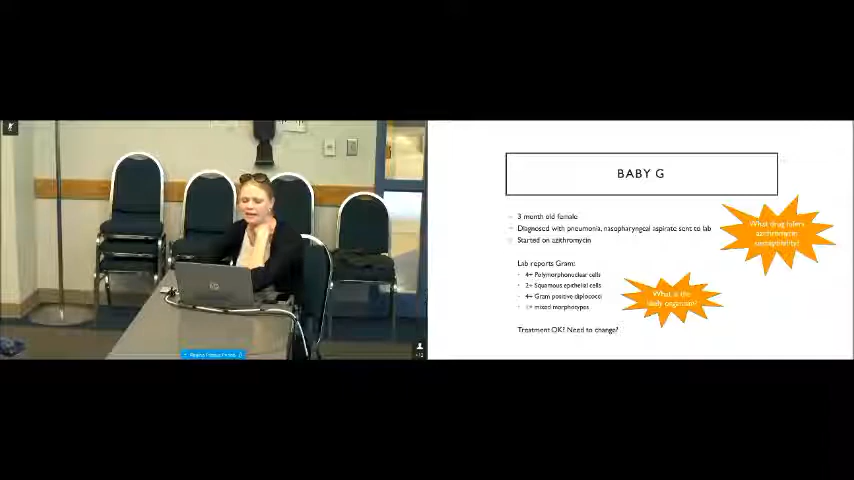 BABY G
3 month old female
Diagnosed with pneumonia, nasopharyngeal aspirate sent to lab
Started on azithromycin
What drug infers
azithromycin
susceptibility?
Lab reports Gram:
4+ Polymorphonuclear cells
2+ Squamous epithelial cells
4+ Gram positive diplococci
1+ mixed morphotypes
What is the
likely organism?
Treatment OK? Need to change?